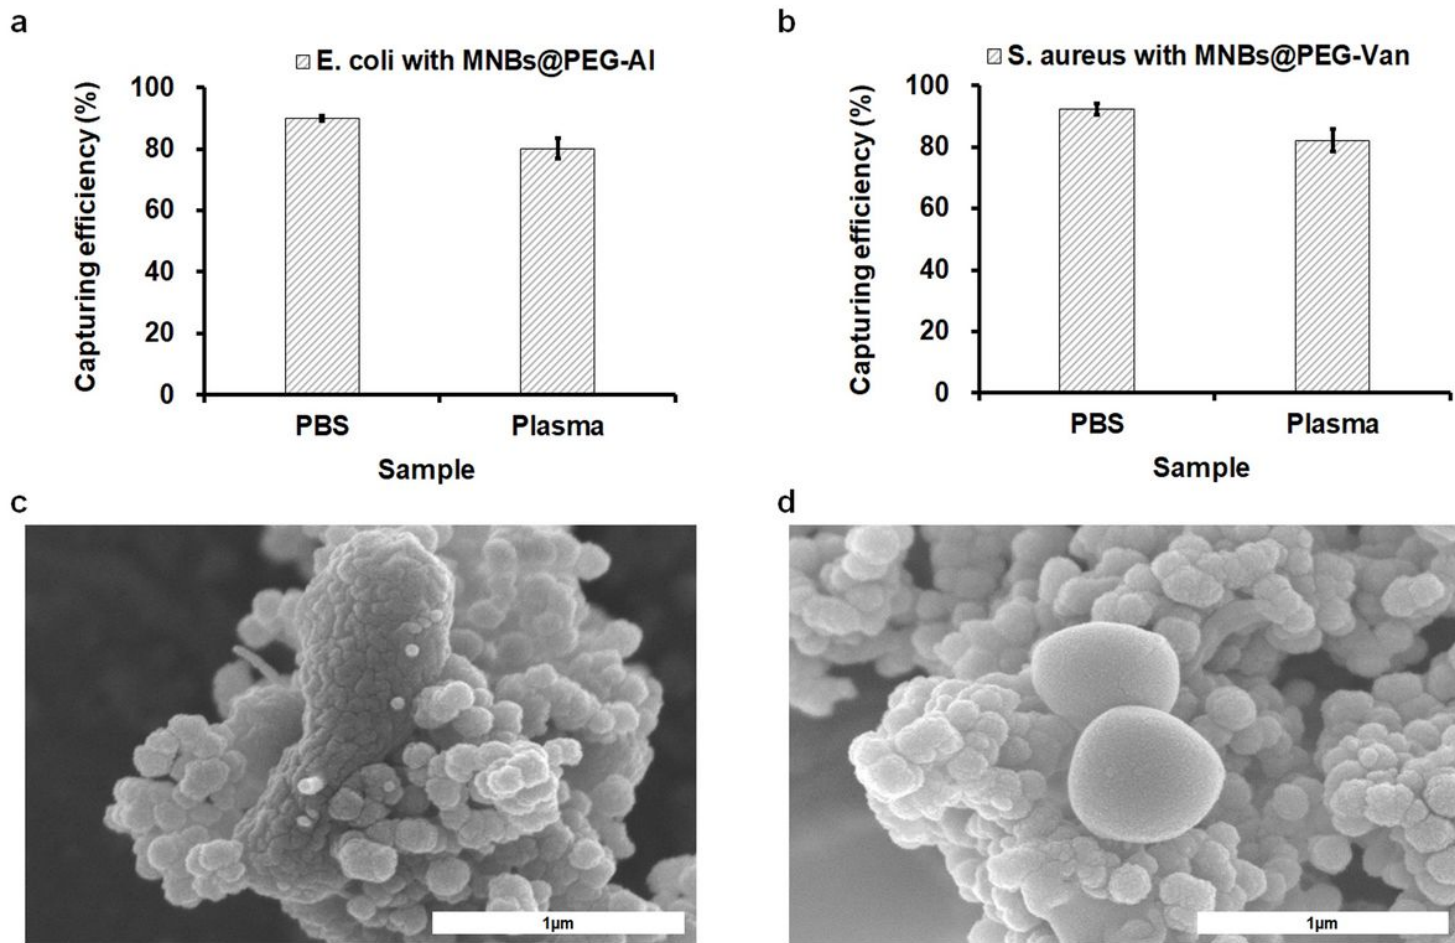 a
E. coli with MNBs@PEG-Al
Capturing efficiency (%)
100
80
60
40
20
0
PBS
Plasma
Sample
b
S. aureus with MNBs@PEG-Van
Capturing efficiency (%)
100
80
60
40
20
0
PBS
Plasma
Sample
c
1µm
d
1µm